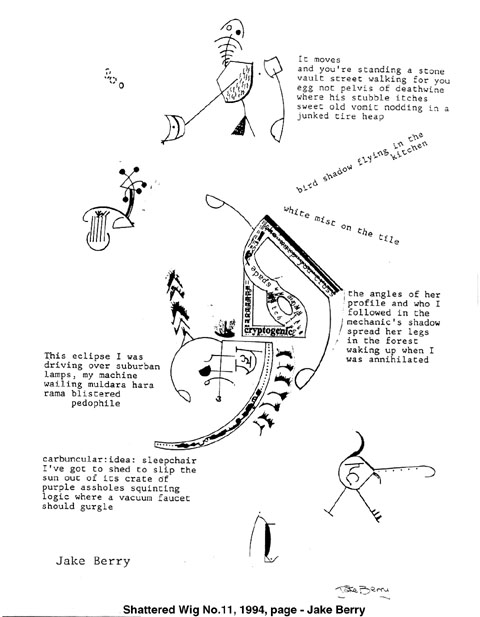 It moves
and you're standing a stone
vault street walking for you
egg not pelvis of deathwine
where his stubble itches
sweet old vomit nodding in a
junked tire heap
bird shadow flying in the
kitchen
white mist on the tile
the angles of her
profile and who I
followed in the
mechanic's shadow
spread her legs
in the forest
waking up when I
was annihilated
cryptogenic
This eclipse I was
driving over suburban
lamps, my machine
wailing muldara hara
rama blistered
pedophile
carbuncular:idea: sleepchair
I've got to shed to slip the
sun out of its crate of
purple assholes squinting
logic where a vacuum faucet
should gurgle
Jake Berry
Jake Berry
Shattered Wig No.11, 1994, page - Jake Berry